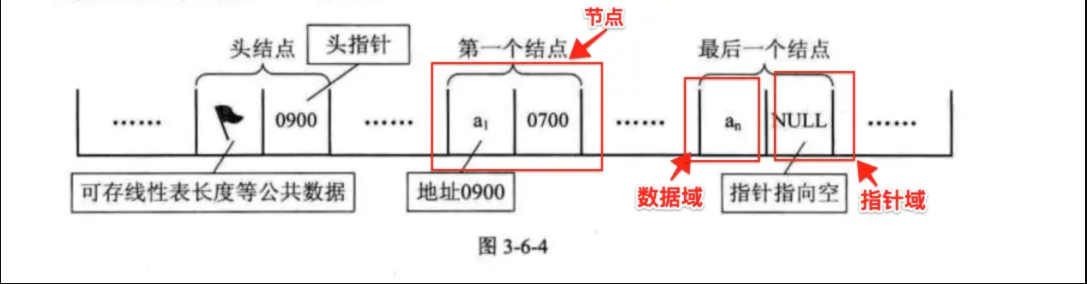 节点
头结点
头指针
第一个结点
最后一个结点
……
0900
……
a₁
0700
……
aₙ
NULL
……
可存线性表长度等公共数据
地址0900
数据域
指针指向空
指针域
图 3-6-4